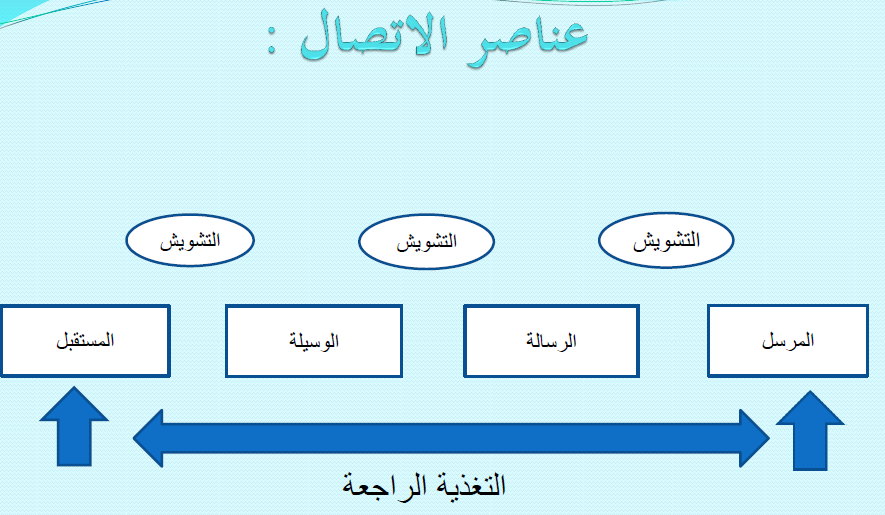 عناصر الاتصال :
التشويش
التشويش
التشويش
المرسل
الرسالة
الوسيلة
المستقبل
التغذية الراجعة